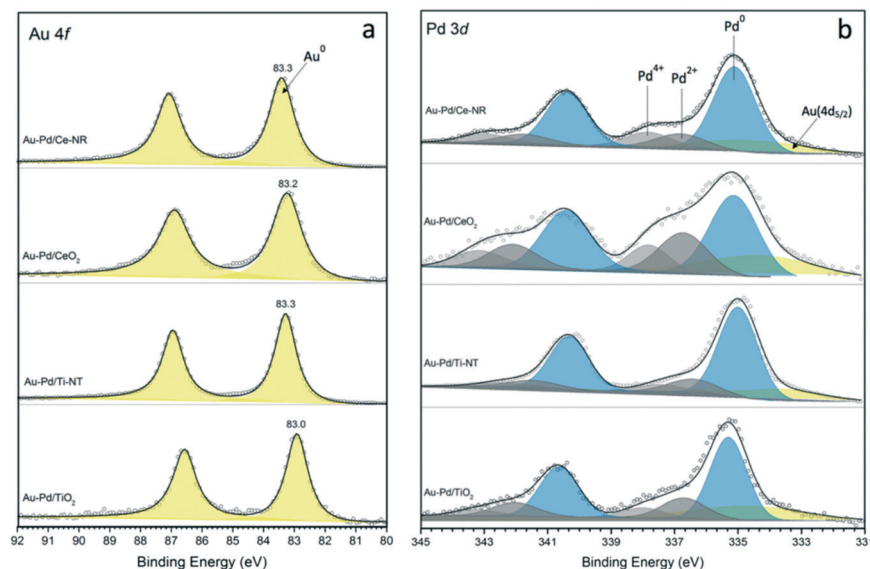 Au 4f
a
83.3
Au⁰
Au-Pd/Ce-NR
83.2
Au-Pd/CeO₂
83.3
Au-Pd/Ti-NT
83.0
Au-Pd/TiO₂
92 91 90 89 88 87 86 85 84 83 82 81 80
Binding Energy (eV)
Pd 3d
b
Pd⁰
Pd⁴⁺
Pd²⁺
Au(4d₅/₂)
Au-Pd/Ce-NR
Au-Pd/CeO₂
Au-Pd/Ti-NT
Au-Pd/TiO₂
345 343 341 339 337 335 333 331
Binding Energy (eV)